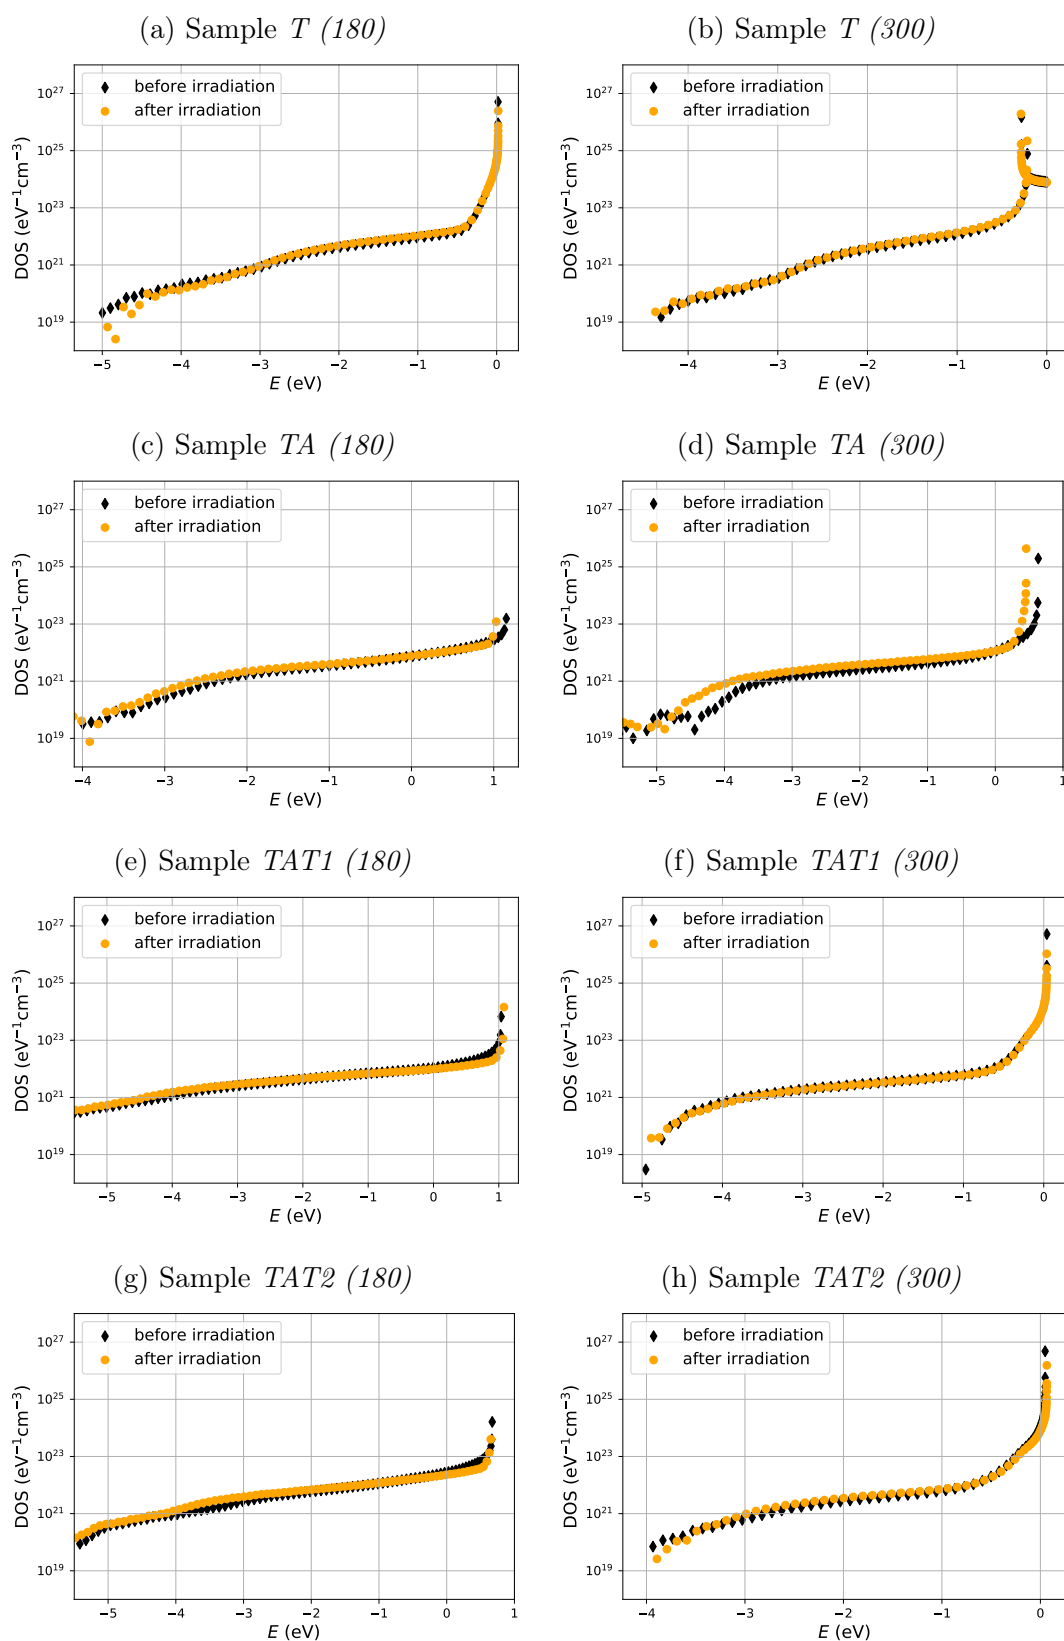 (a) Sample T (180)
before irradiation
after irradiation
10^27
10^25
10^23
10^21
10^19
DOS (eV^−1cm^−3)
−5 −4 −3 −2 −1 0
E (eV)
(b) Sample T (300)
before irradiation
after irradiation
10^27
10^25
10^23
10^21
10^19
DOS (eV^−1cm^−3)
−4 −3 −2 −1 0
E (eV)
(c) Sample TA (180)
before irradiation
after irradiation
10^27
10^25
10^23
10^21
10^19
DOS (eV^−1cm^−3)
−4 −3 −2 −1 0 1
E (eV)
(d) Sample TA (300)
before irradiation
after irradiation
10^27
10^25
10^23
10^21
10^19
DOS (eV^−1cm^−3)
−5 −4 −3 −2 −1 0 1
E (eV)
(e) Sample TAT1 (180)
before irradiation
after irradiation
10^27
10^25
10^23
10^21
10^19
DOS (eV^−1cm^−3)
−5 −4 −3 −2 −1 0 1
E (eV)
(f) Sample TAT1 (300)
before irradiation
after irradiation
10^27
10^25
10^23
10^21
10^19
DOS (eV^−1cm^−3)
−5 −4 −3 −2 −1 0
E (eV)
(g) Sample TAT2 (180)
before irradiation
after irradiation
10^27
10^25
10^23
10^21
10^19
DOS (eV^−1cm^−3)
−5 −4 −3 −2 −1 0 1
E (eV)
(h) Sample TAT2 (300)
before irradiation
after irradiation
10^27
10^25
10^23
10^21
10^19
DOS (eV^−1cm^−3)
−4 −3 −2 −1 0
E (eV)